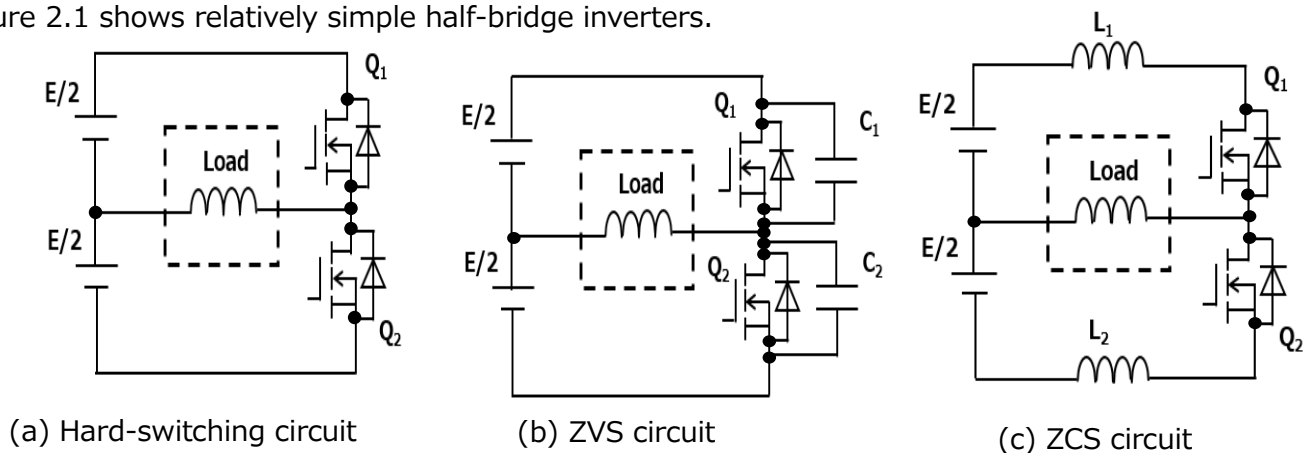 ure 2.1 shows relatively simple half-bridge inverters.
E/2
Q₁
Load
E/2
Q₂
(a) Hard-switching circuit
E/2
Q₁
C₁
Load
E/2
Q₂
C₂
(b) ZVS circuit
L₁
E/2
Q₁
Load
E/2
L₂
Q₂
(c) ZCS circuit